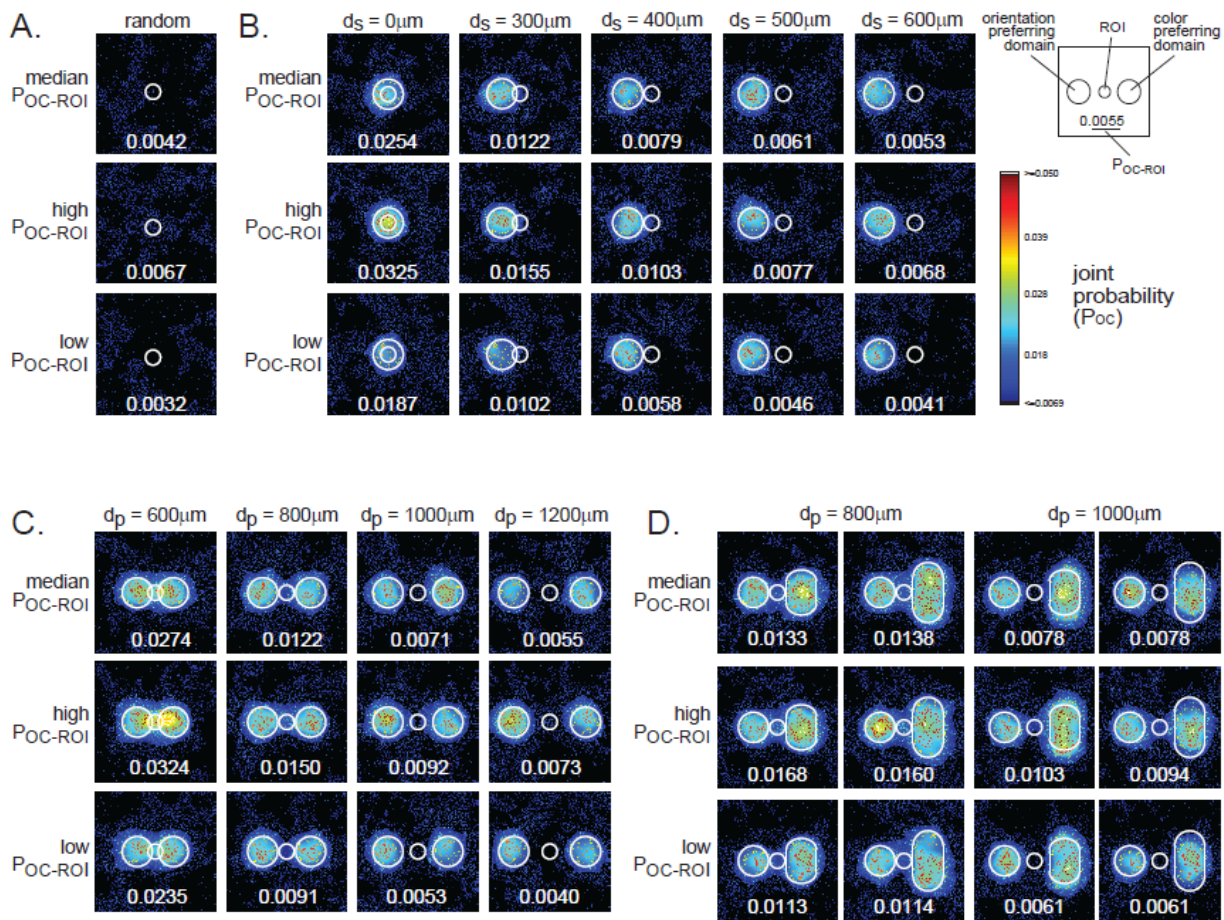 A.
random
median
POC-ROI
0.0042
high
POC-ROI
0.0067
low
POC-ROI
0.0032
B.
ds = 0μm ds = 300μm ds = 400μm ds = 500μm ds = 600μm
median
POC-ROI
0.0254 0.0122 0.0079 0.0061 0.0053
high
POC-ROI
0.0325 0.0155 0.0103 0.0077 0.0068
low
POC-ROI
0.0187 0.0102 0.0058 0.0046 0.0041
orientation
preferring
domain
ROI
color
preferring
domain
0.0055
POC-ROI
>=0.050
0.039
0.028
0.018
<=0.0069
joint
probability
(POC)
C.
dp = 600μm dp = 800μm dp = 1000μm dp = 1200μm
median
POC-ROI
0.0274 0.0122 0.0071 0.0055
high
POC-ROI
0.0324 0.0150 0.0092 0.0073
low
POC-ROI
0.0235 0.0091 0.0053 0.0040
D.
dp = 800μm dp = 1000μm
median
POC-ROI
0.0133 0.0138 0.0078 0.0078
high
POC-ROI
0.0168 0.0160 0.0103 0.0094
low
POC-ROI
0.0113 0.0114 0.0061 0.0061